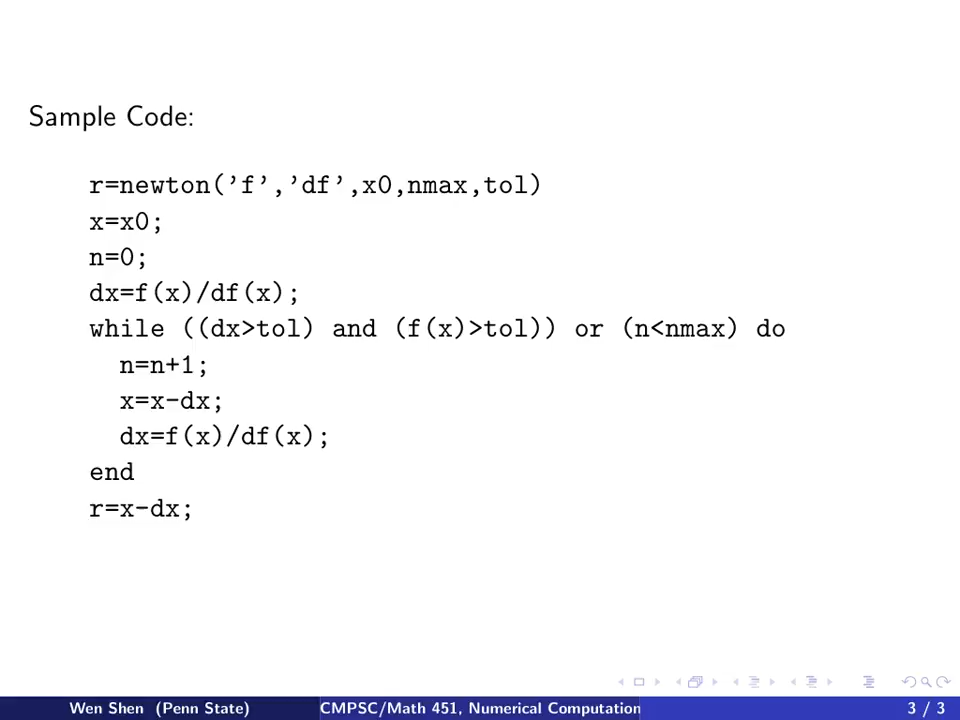 Sample Code:
r=newton(’f’,’df’,x0,nmax,tol)
x=x0;
n=0;
dx=f(x)/df(x);
while ((dx>tol) and (f(x)>tol)) or (n<nmax) do
n=n+1;
x=x-dx;
dx=f(x)/df(x);
end
r=x-dx;
Wen Shen (Penn State) CMPSC/Math 451, Numerical Computation 3 / 3